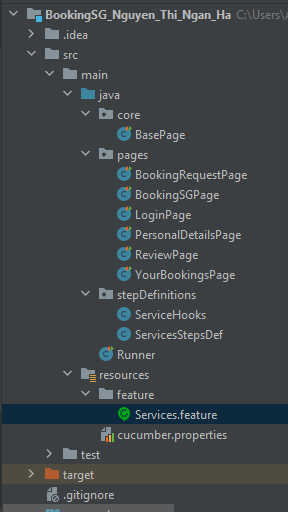 BookingSG_Nguyen_Thi_Ngan_Ha C:\Users\
.idea
src
main
java
core
BasePage
pages
BookingRequestPage
BookingSGPage
LoginPage
PersonalDetailsPage
ReviewPage
YourBookingsPage
stepDefinitions
ServiceHooks
ServicesStepsDef
Runner
resources
feature
Services.feature
cucumber.properties
test
target
.gitignore